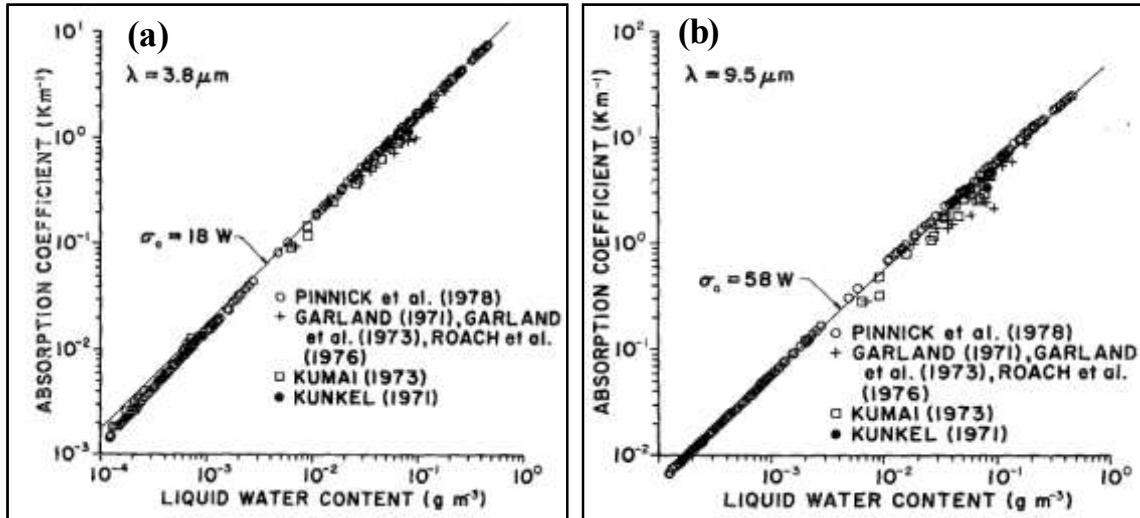 (a)
λ = 3.8 μm
ABSORPTION COEFFICIENT (Km⁻¹)
10¹
10⁰
10⁻¹
10⁻²
10⁻³
σₐ = 18 W
○ PINNICK et al. (1978)
+ GARLAND (1971), GARLAND
et al. (1973), ROACH et al.
(1976)
□ KUMAI (1973)
● KUNKEL (1971)
10⁻⁴ 10⁻³ 10⁻² 10⁻¹ 10⁰
LIQUID WATER CONTENT (g m⁻³)
(b)
λ = 9.5 μm
ABSORPTION COEFFICIENT (Km⁻¹)
10²
10¹
10⁰
10⁻¹
10⁻²
σₐ = 58 W
○ PINNICK et al. (1978)
+ GARLAND (1971), GARLAND
et al. (1973), ROACH et al.
(1976)
□ KUMAI (1973)
● KUNKEL (1971)
10⁻³ 10⁻² 10⁻¹ 10⁰
LIQUID WATER CONTENT (g m⁻³)